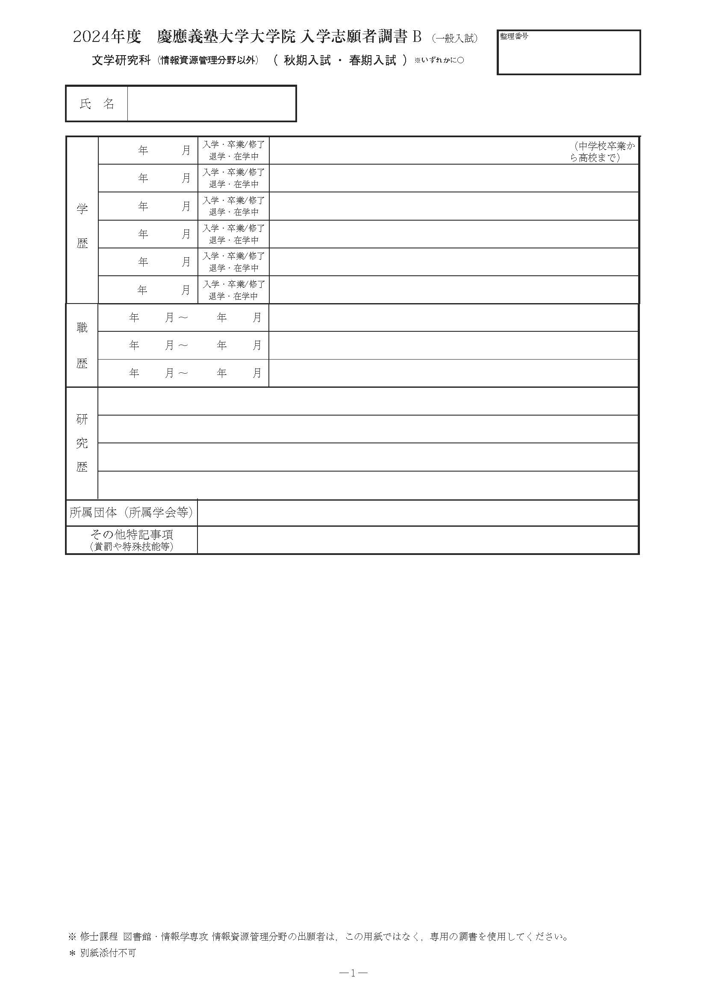 2024年度　慶應義塾大学大学院 入学志願者調書 B （一般入試）
整理番号
文学研究科（情報資源管理分野以外）（ 秋期入試 ・ 春期入試 ）※いずれかに○
氏　名
学歴
年　月　入学・卒業/修了　（中学校卒業か
退学・在学中　ら高校まで）
年　月　入学・卒業/修了
退学・在学中
年　月　入学・卒業/修了
退学・在学中
年　月　入学・卒業/修了
退学・在学中
年　月　入学・卒業/修了
退学・在学中
年　月　入学・卒業/修了
退学・在学中
職歴
年　月～　年　月
年　月～　年　月
年　月～　年　月
研究歴
所属団体（所属学会等）
その他特記事項
（賞罰や特殊技能等）
※ 修士課程 図書館・情報学専攻 情報資源管理分野の出願者は，この用紙ではなく，専用の調書を使用してください。
＊ 別紙添付不可
— 1 —